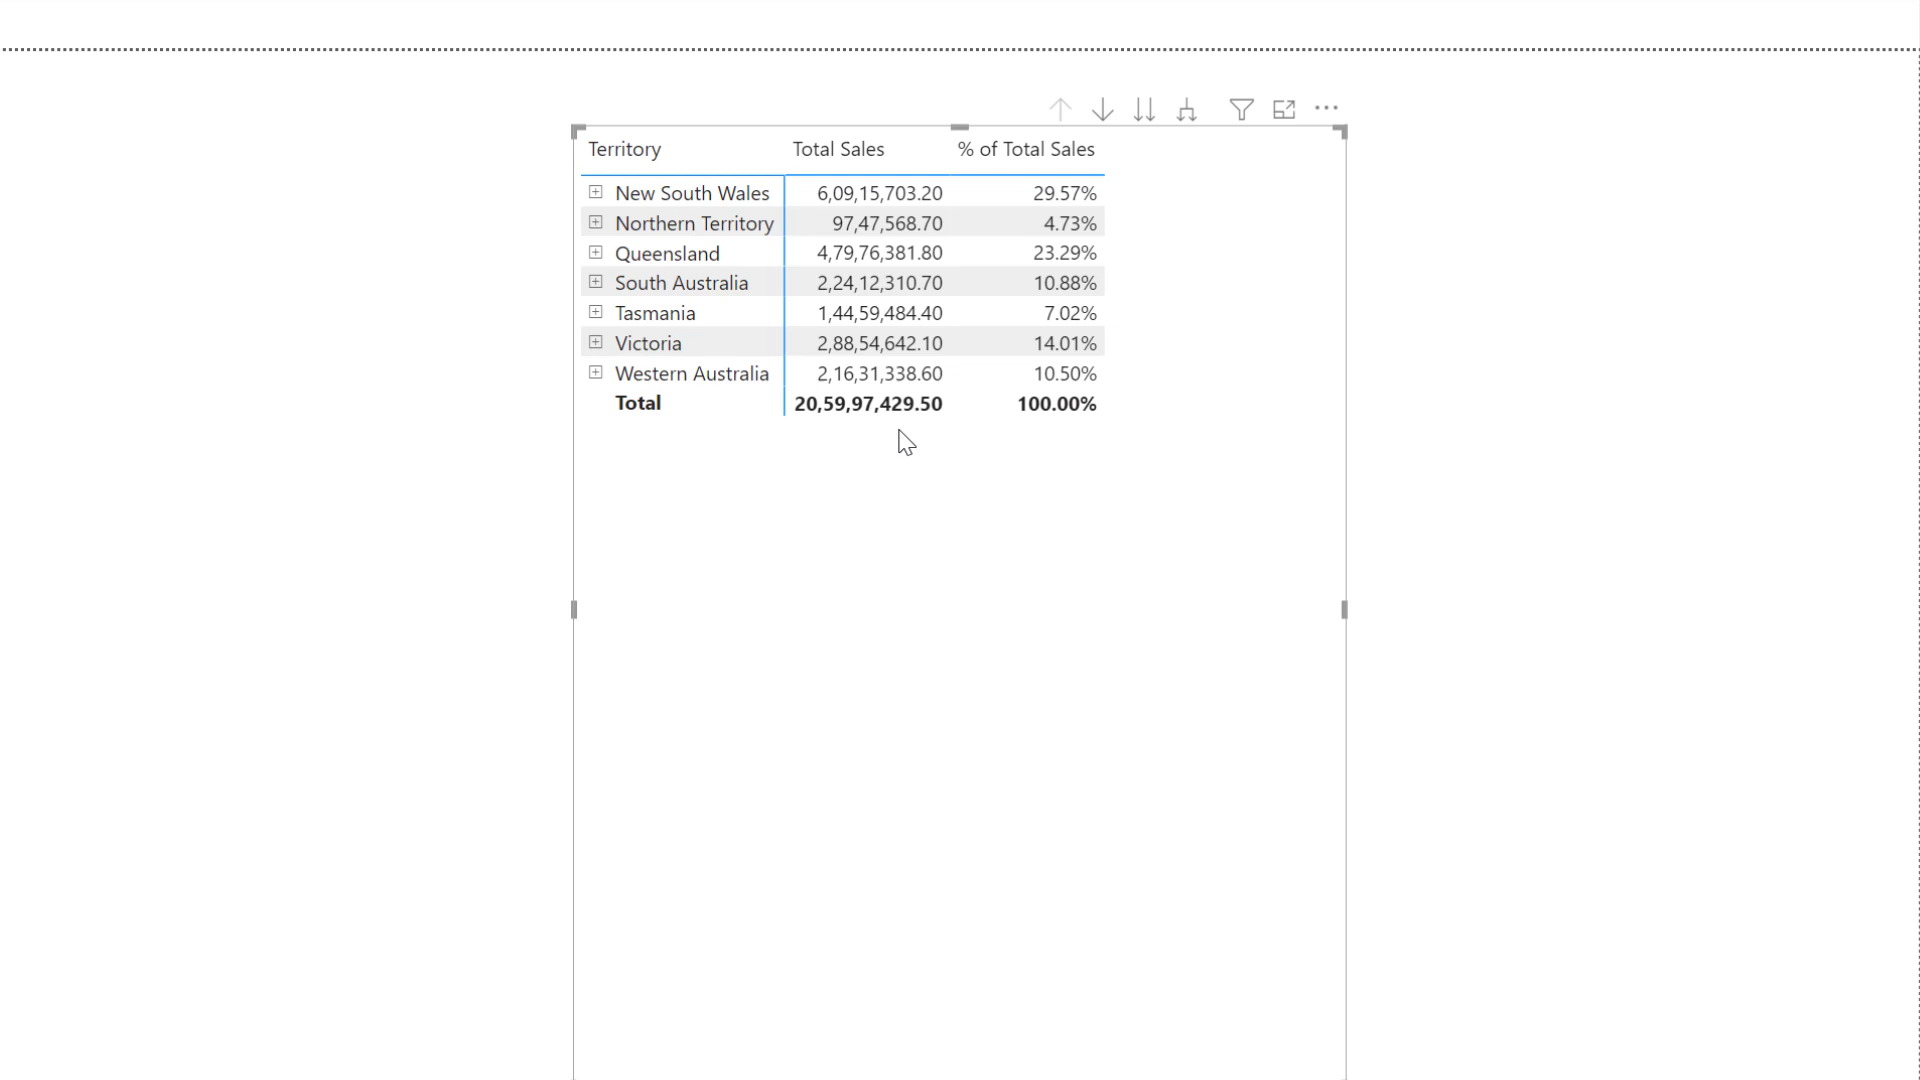 Territory Total Sales % of Total Sales
New South Wales 6,09,15,703.20 29.57%
Northern Territory 97,47,568.70 4.73%
Queensland 4,79,76,381.80 23.29%
South Australia 2,24,12,310.70 10.88%
Tasmania 1,44,59,484.40 7.02%
Victoria 2,88,54,642.10 14.01%
Western Australia 2,16,31,338.60 10.50%
Total 20,59,97,429.50 100.00%